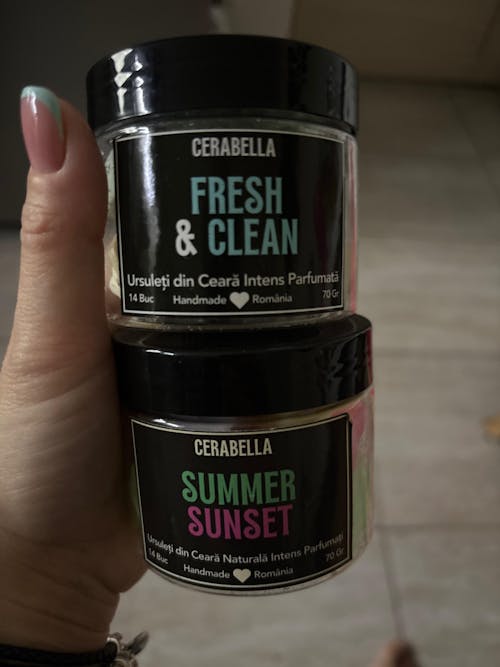 CERABELLA
FRESH
& CLEAN
Ursuleți din Ceară Intens Parfumată
14 Buc Handmade România 70 Gr
CERABELLA
SUMMER
SUNSET
Ursuleți din Ceară Naturală Intens Parfumați
14 Buc Handmade România 70 Gr